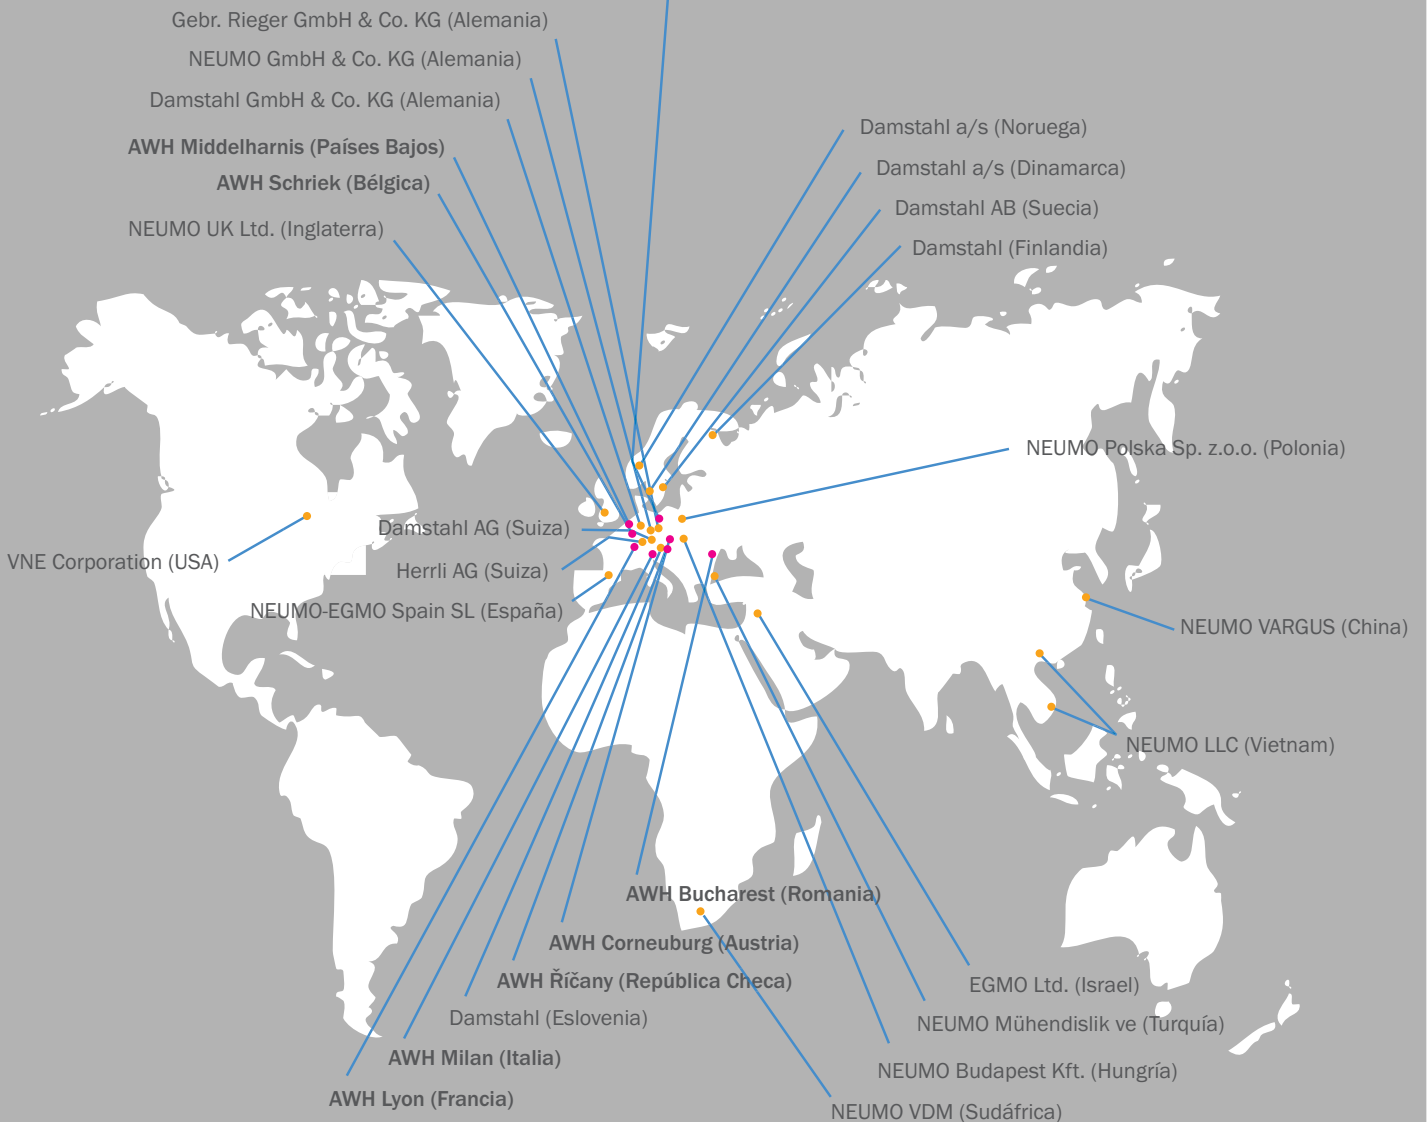 Gebr. Rieger GmbH & Co. KG (Alemania)
NEUMO GmbH & Co. KG (Alemania)
Damstahl GmbH & Co. KG (Alemania)
AWH Middelharnis (Países Bajos)
AWH Schriek (Bélgica)
NEUMO UK Ltd. (Inglaterra)
Damstahl a/s (Noruega)
Damstahl a/s (Dinamarca)
Damstahl AB (Suecia)
Damstahl (Finlandia)
NEUMO Polska Sp. z.o.o. (Polonia)
Damstahl AG (Suiza)
VNE Corporation (USA)
Herrli AG (Suiza)
NEUMO-EGMO Spain SL (España)
NEUMO VARGUS (China)
NEUMO LLC (Vietnam)
AWH Bucharest (Romania)
AWH Corneuburg (Austria)
AWH Říčany (República Checa)
Damstahl (Eslovenia)
AWH Milan (Italia)
AWH Lyon (Francia)
EGMO Ltd. (Israel)
NEUMO Mühendislik ve (Turquía)
NEUMO Budapest Kft. (Hungría)
NEUMO VDM (Sudáfrica)